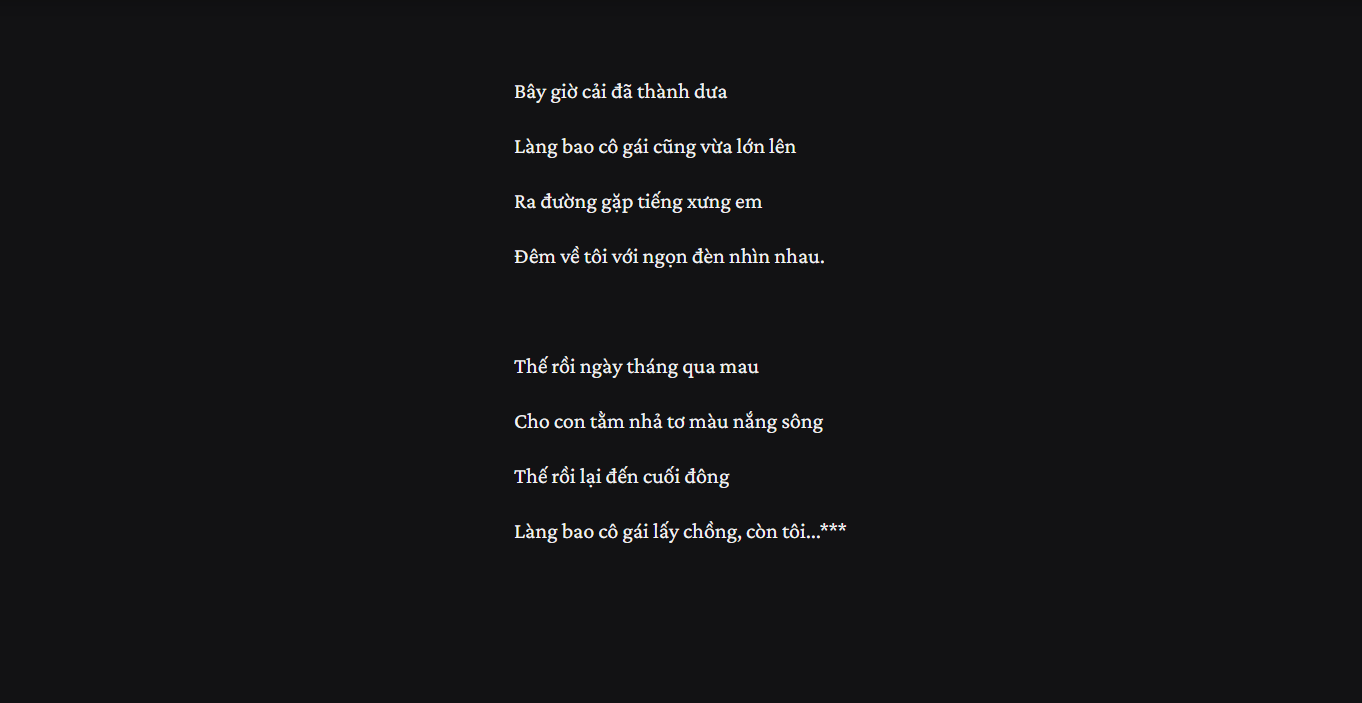 Bây giờ cải đã thành dưa
Làng bao cô gái cũng vừa lớn lên
Ra đường gặp tiếng xưng em
Đêm về tôi với ngọn đèn nhìn nhau.
Thế rồi ngày tháng qua mau
Cho con tằm nhả tơ màu nắng sông
Thế rồi lại đến cuối đông
Làng bao cô gái lấy chồng, còn tôi...***